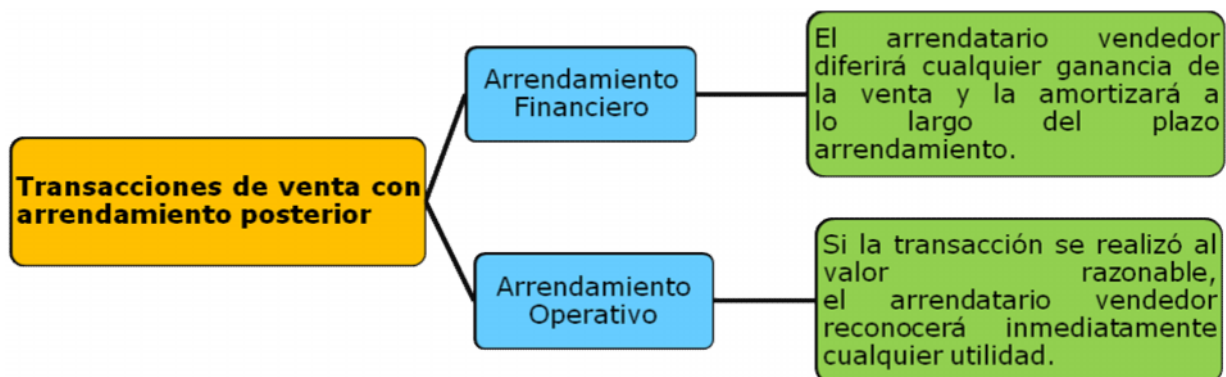 Transacciones de venta con
arrendamiento posterior
Arrendamiento
Financiero
El arrendatario vendedor
diferirá cualquier ganancia de
la venta y la amortizará a
lo largo del plazo
arrendamiento.
Arrendamiento
Operativo
Si la transacción se realizó al
valor razonable,
el arrendatario vendedor
reconocerá inmediatamente
cualquier utilidad.